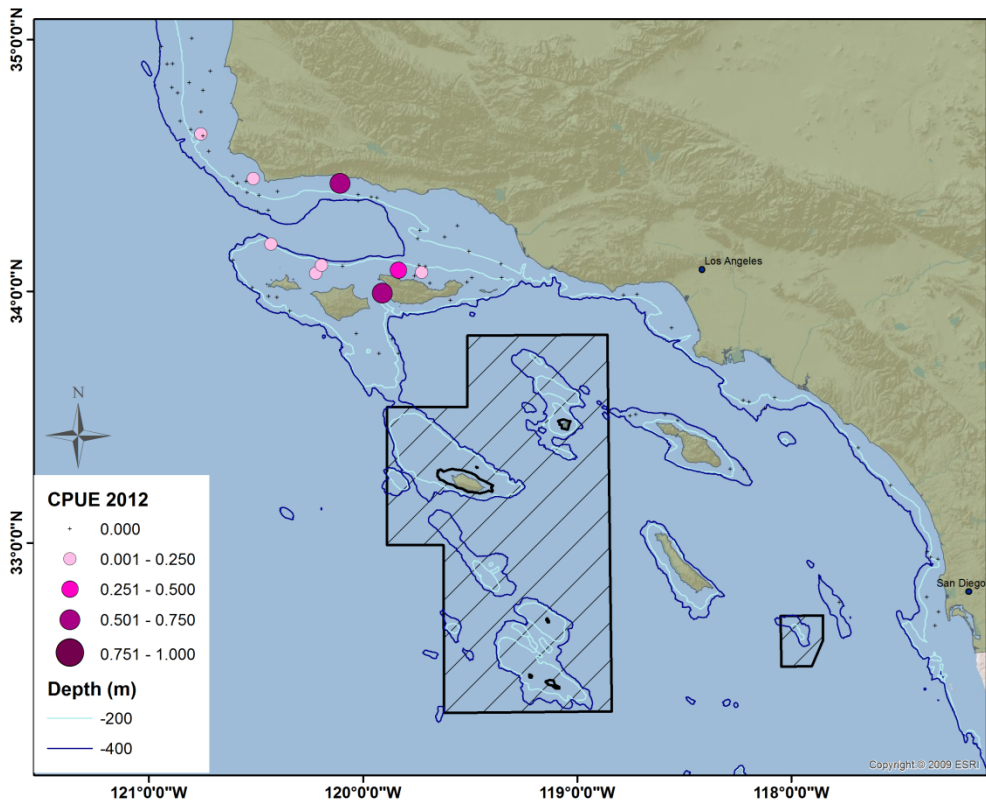 35°0'0"N
34°0'0"N
33°0'0"N
Los Angeles
San Diego
N
CPUE 2012
0.000
0.001 - 0.250
0.251 - 0.500
0.501 - 0.750
0.751 - 1.000
Depth (m)
-200
-400
Copyright:© 2009 ESRI
121°0'0"W
120°0'0"W
119°0'0"W
118°0'0"W